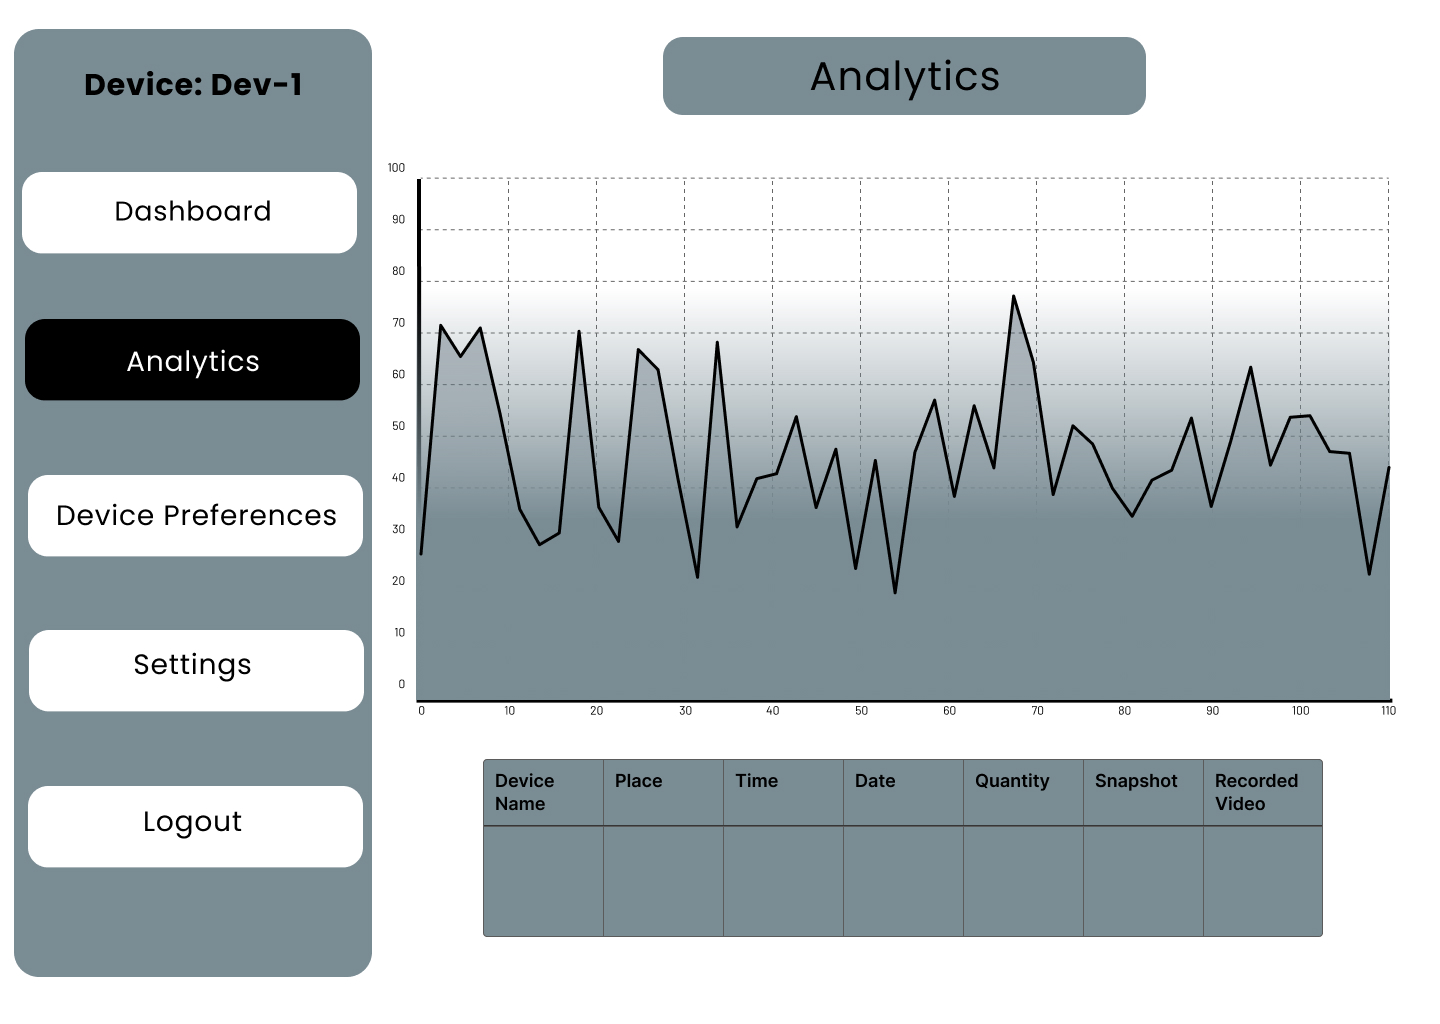 Device: Dev-1
Dashboard
Analytics
Device Preferences
Settings
Logout
Analytics
100
90
80
70
60
50
40
30
20
10
0
0 10 20 30 40 50 60 70 80 90 100 110
Device Name Place Time Date Quantity Snapshot Recorded Video